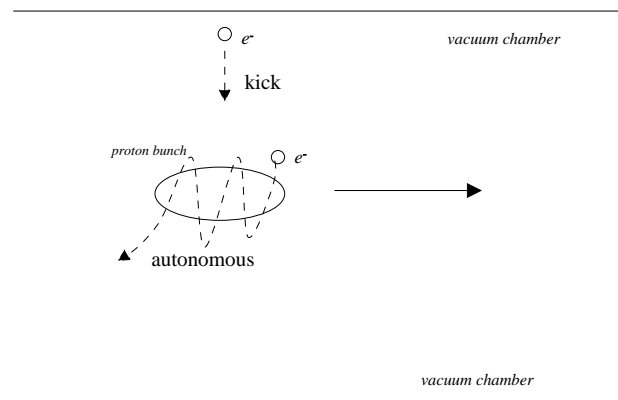 e-
vacuum chamber
kick
proton bunch
e-
autonomous
vacuum chamber